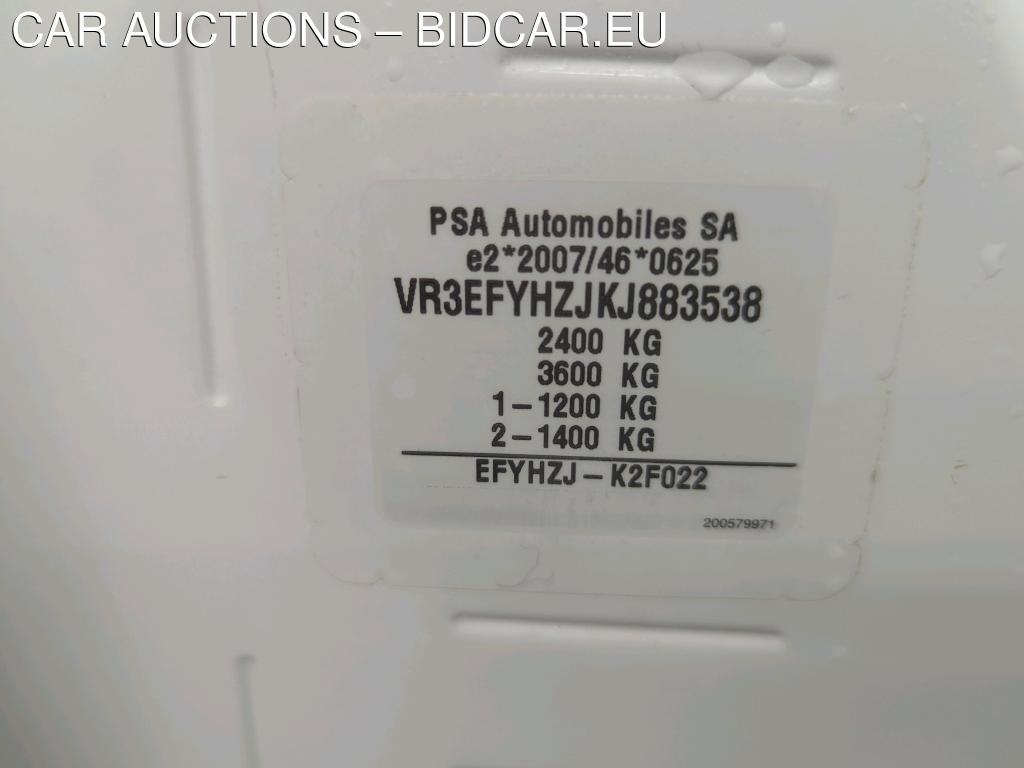 CAR AUCTIONS – BIDCAR.EU
PSA Automobiles SA
e2*2007/46*0625
VR3EFYHZJKJ883538
2400 KG
3600 KG
1-1200 KG
2-1400 KG
EFYHZJ-K2F022
200579971